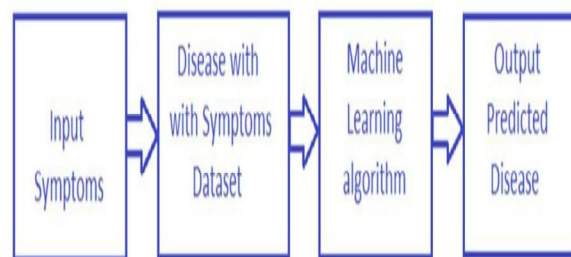 Input
Symptoms
Disease with
with Symptoms
Dataset
Machine
Learning
algorithm
Output
Predicted
Disease